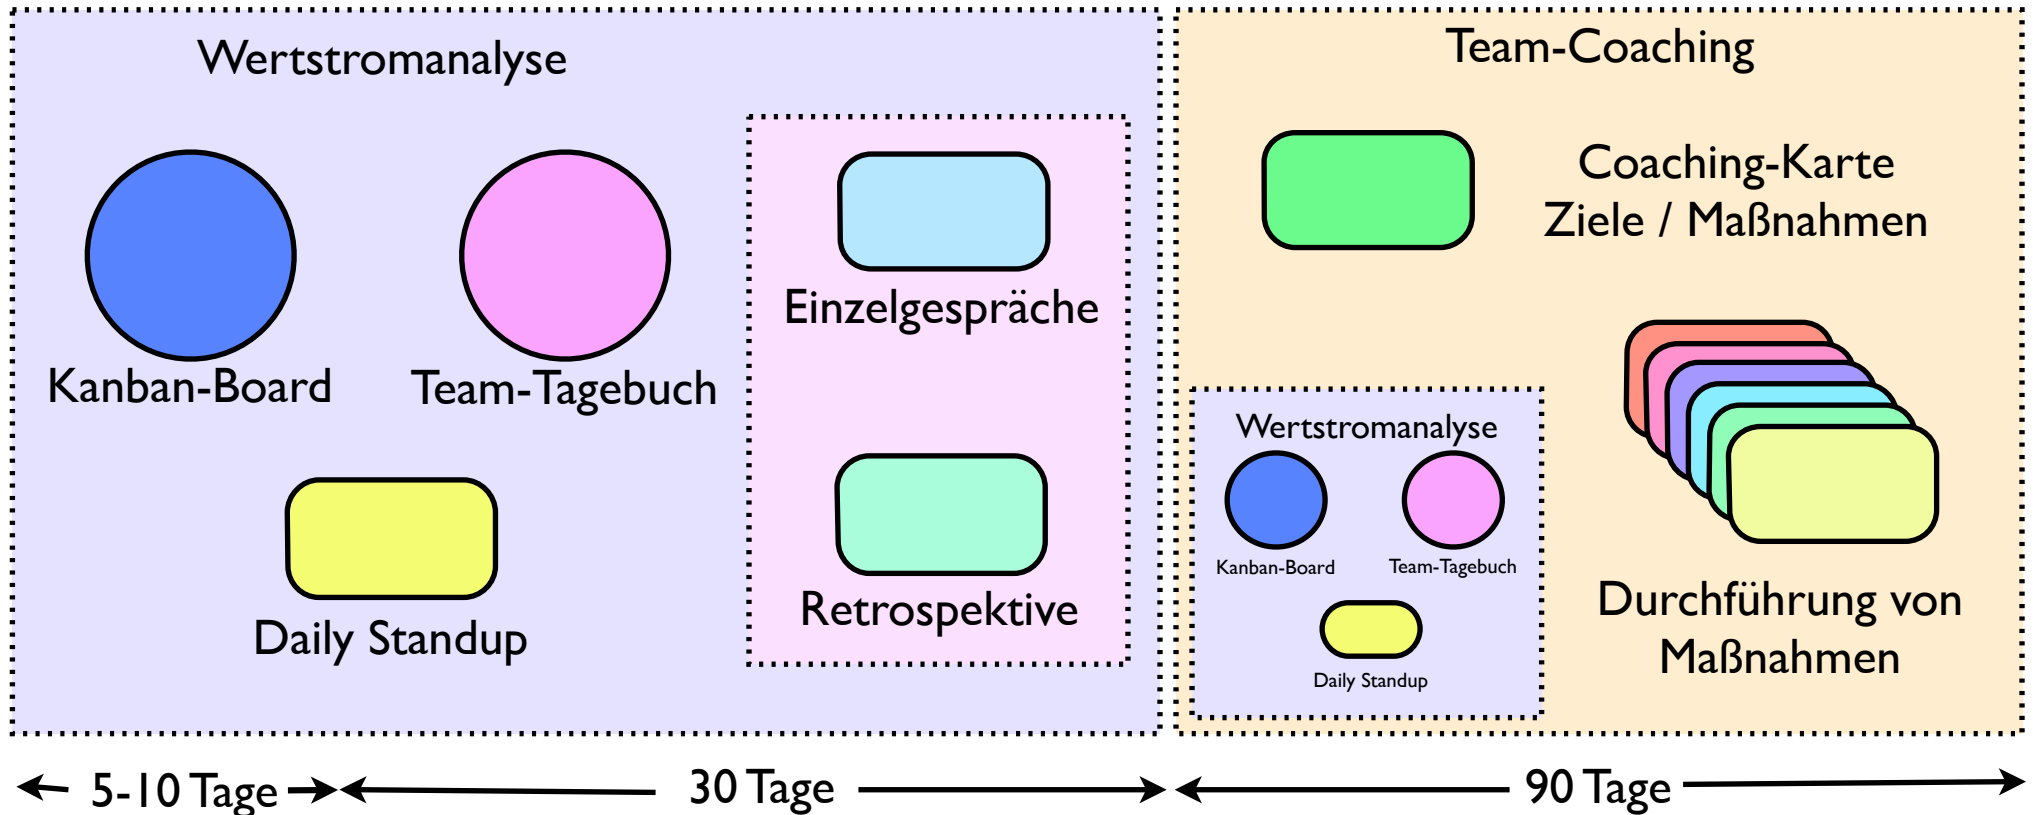 Wertstromanalyse
Kanban-Board
Team-Tagebuch
Daily Standup
Einzelgespräche
Retrospektive
Team-Coaching
Coaching-Karte
Ziele / Maßnahmen
Wertstromanalyse
Kanban-Board
Team-Tagebuch
Daily Standup
Durchführung von
Maßnahmen
5-10 Tage
30 Tage
90 Tage